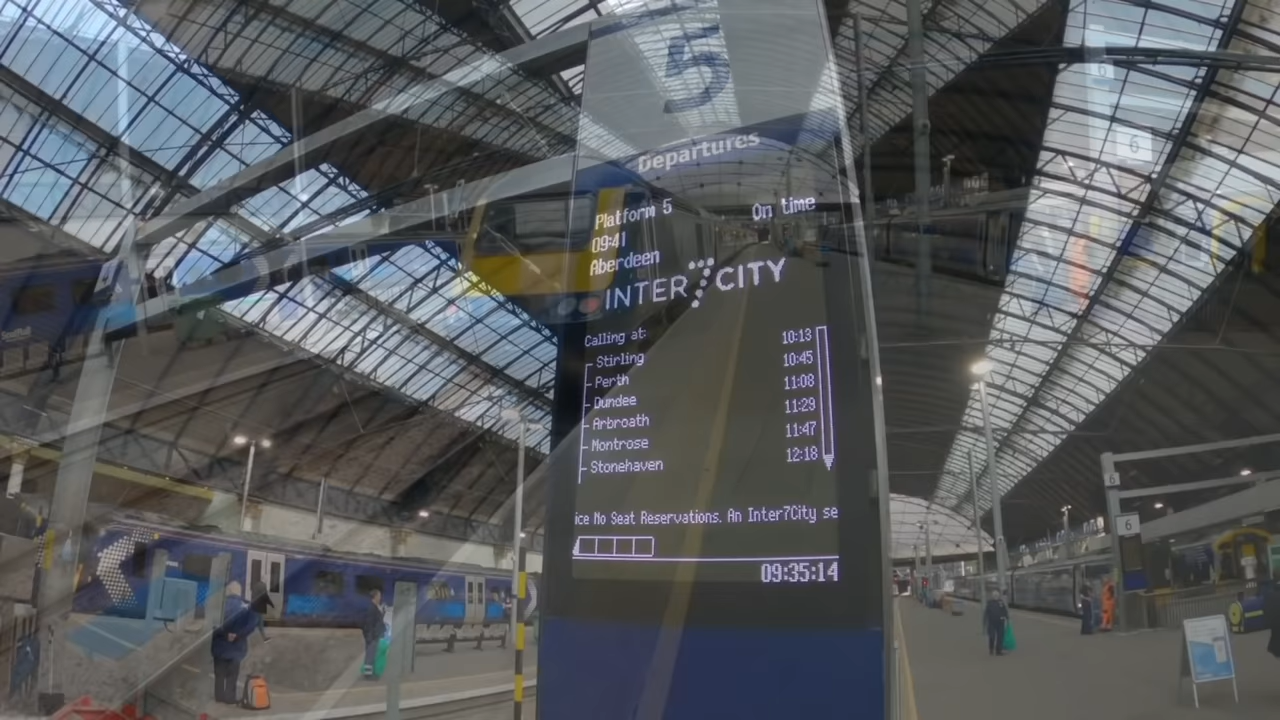 5
Departures
Platform 5 On time
09:41
Aberdeen
INTER7CITY
Calling at:
Stirling 10:13
Perth 10:45
Dundee 11:08
Arbroath 11:29
Montrose 11:47
Stonehaven 12:18
ice No Seat Reservations. An Inter7City se
09:35:14
6
6
6
6